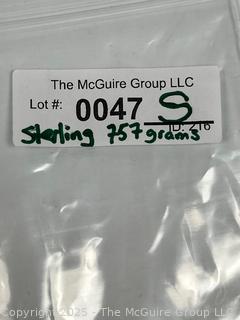 The McGuire Group LLC
Lot #: 0047 S
ID: 216
Sterling 757 grams
Copyright 2025 - The McGuire Group LLC